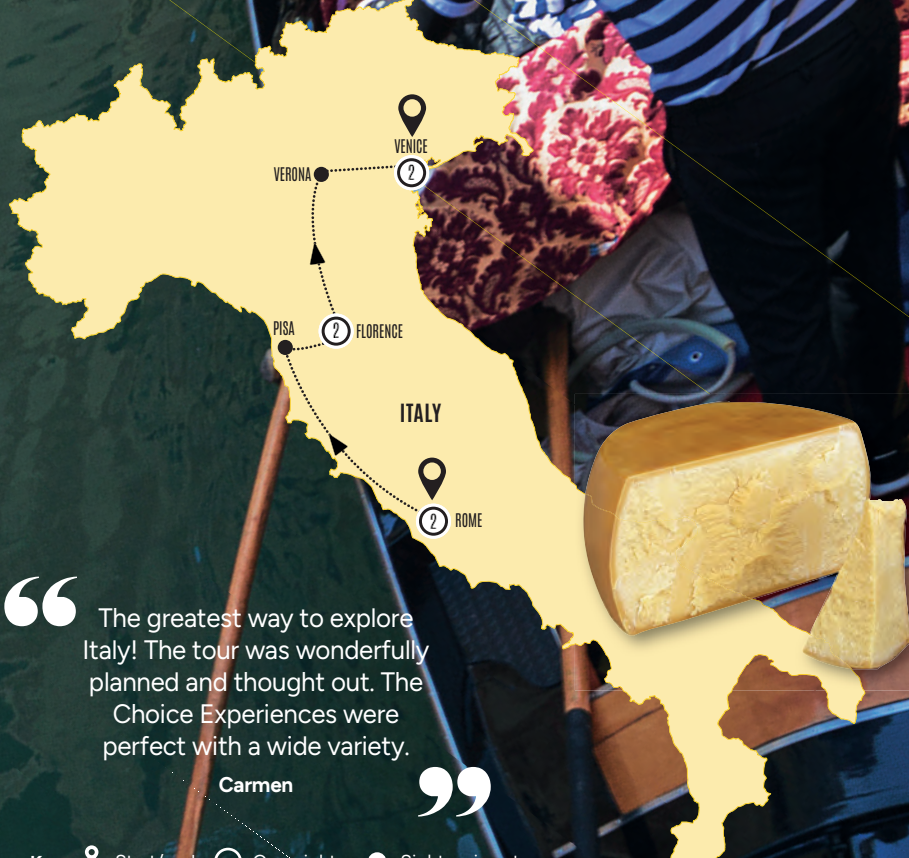 VENICE
2
VERONA
PISA
2
FLORENCE
ITALY
2
ROME
“
The greatest way to explore
Italy! The tour was wonderfully
planned and thought out. The
Choice Experiences were
perfect with a wide variety.
Carmen
”